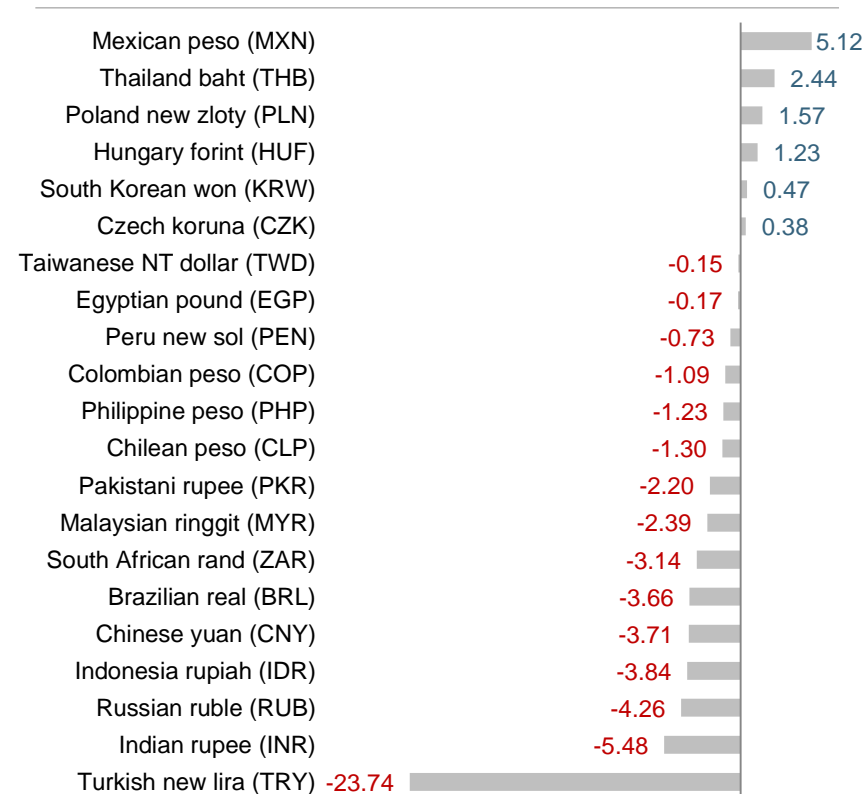 Mexican peso (MXN) 5.12
Thailand baht (THB) 2.44
Poland new zloty (PLN) 1.57
Hungary forint (HUF) 1.23
South Korean won (KRW) 0.47
Czech koruna (CZK) 0.38
Taiwanese NT dollar (TWD) -0.15
Egyptian pound (EGP) -0.17
Peru new sol (PEN) -0.73
Colombian peso (COP) -1.09
Philippine peso (PHP) -1.23
Chilean peso (CLP) -1.30
Pakistani rupee (PKR) -2.20
Malaysian ringgit (MYR) -2.39
South African rand (ZAR) -3.14
Brazilian real (BRL) -3.66
Chinese yuan (CNY) -3.71
Indonesia rupiah (IDR) -3.84
Russian ruble (RUB) -4.26
Indian rupee (INR) -5.48
Turkish new lira (TRY) -23.74